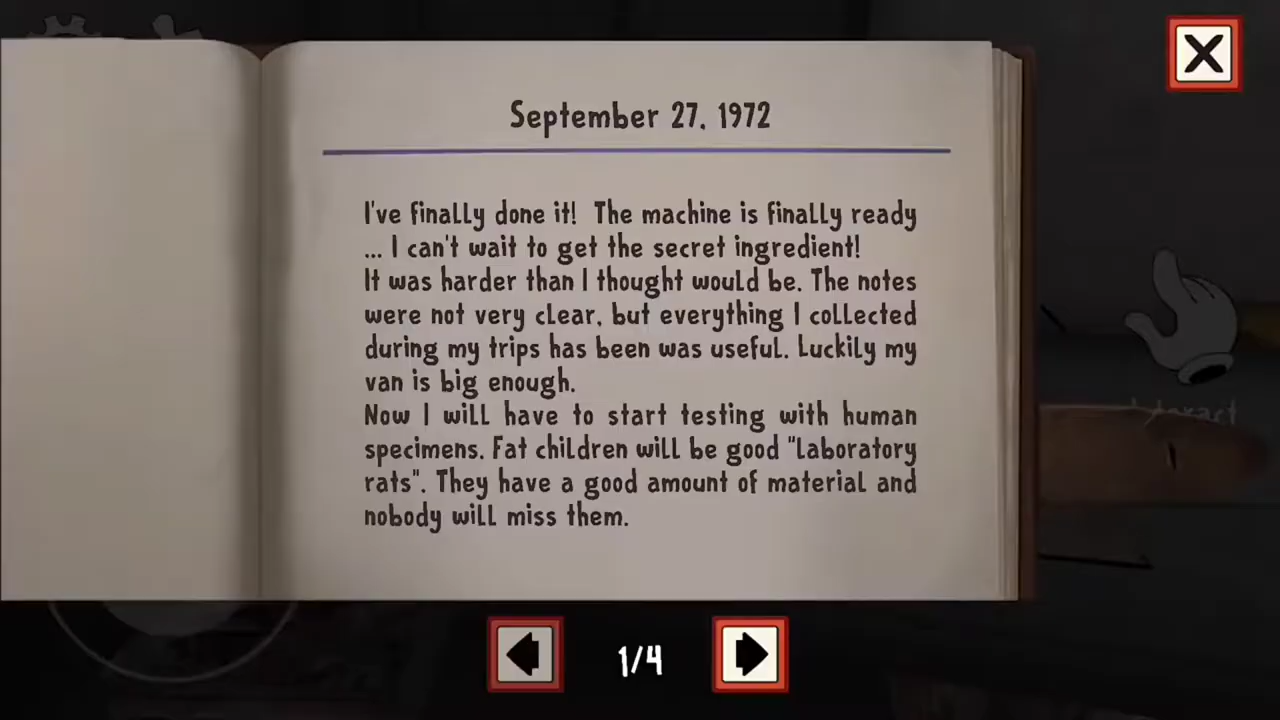 September 27, 1972
I've finally done it! The machine is finally ready
... I can't wait to get the secret ingredient!
It was harder than I thought would be. The notes
were not very clear, but everything I collected
during my trips has been was useful. Luckily my
van is big enough.
Now I will have to start testing with human
specimens. Fat children will be good "laboratory
rats". They have a good amount of material and
nobody will miss them.
Interact
1/4